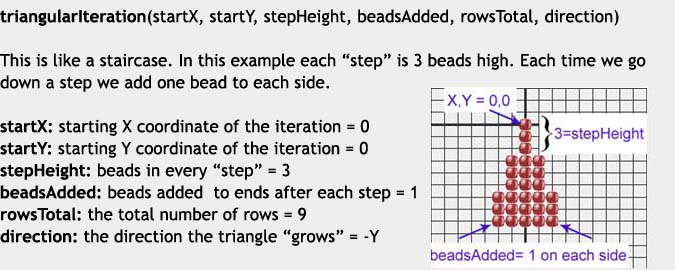 triangularIteration(startX, startY, stepHeight, beadsAdded, rowsTotal, direction)
This is like a staircase. In this example each “step” is 3 beads high. Each time we go
down a step we add one bead to each side.
startX: starting X coordinate of the iteration = 0
startY: starting Y coordinate of the iteration = 0
stepHeight: beads in every “step” = 3
beadsAdded: beads added to ends after each step = 1
rowsTotal: the total number of rows = 9
direction: the direction the triangle “grows” = -Y
X,Y = 0,0
3=stepHeight
beadsAdded= 1 on each side